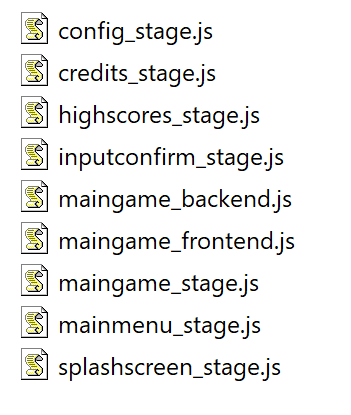 config_stage.js
credits_stage.js
highscores_stage.js
inputconfirm_stage.js
maingame_backend.js
maingame_frontend.js
maingame_stage.js
mainmenu_stage.js
splashscreen_stage.js